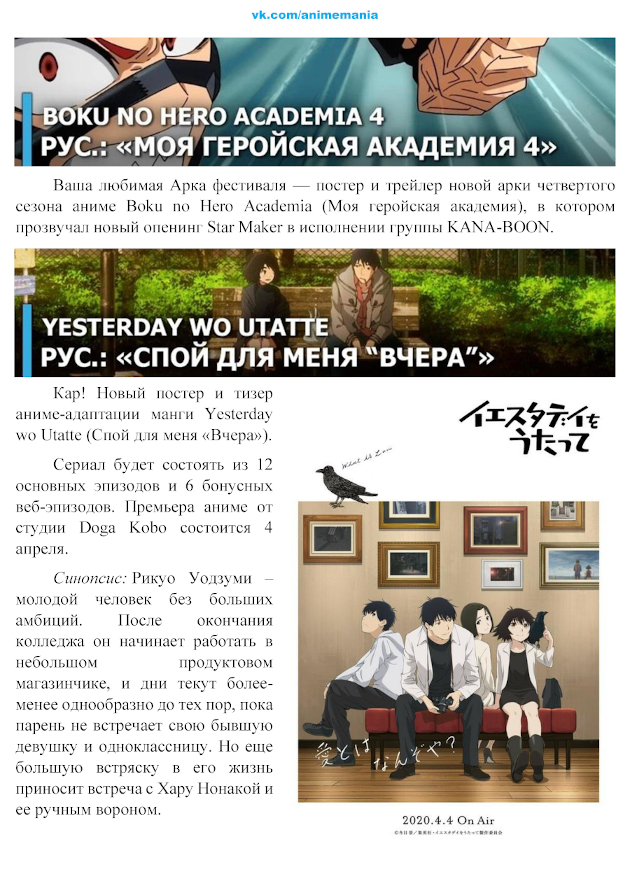 vk.com/animemania
BOKU NO HERO ACADEMIA 4
РУС.: «МОЯ ГЕРОЙСКАЯ АКАДЕМИЯ 4»
Ваша любимая Арка фестиваля — постер и трейлер новой арки четвертого
сезона аниме Boku no Hero Academia (Моя геройская академия), в котором
прозвучал новый опенинг Star Maker в исполнении группы KANA-BOON.
YESTERDAY WO UTATTE
РУС.: «СПОЙ ДЛЯ МЕНЯ “ВЧЕРА”»
Кар! Новый постер и тизер
аниме-адаптации манги Yesterday
wo Utatte (Спой для меня «Вчера»).
Сериал будет состоять из 12
основных эпизодов и 6 бонусных
веб-эпизодов. Премьера аниме от
студии Doga Kobo состоится 4
апреля.
Синопсис: Рикуо Уодзуми –
молодой человек без больших
амбиций. После окончания
колледжа он начинает работать в
небольшом продуктовом
магазинчике, и дни текут более-
менее однообразно до тех пор, пока
парень не встречает свою бывшую
девушку и одноклассницу. Но еще
большую встряску в его жизнь
приносит встреча с Хару Нонакой и
ее ручным вороном.
イエスタデイを
うたって
What is Love
愛とは なんぞや?
2020.4.4 On Air
©冬目景/集英社・イエスタデイをうたって製作委員会